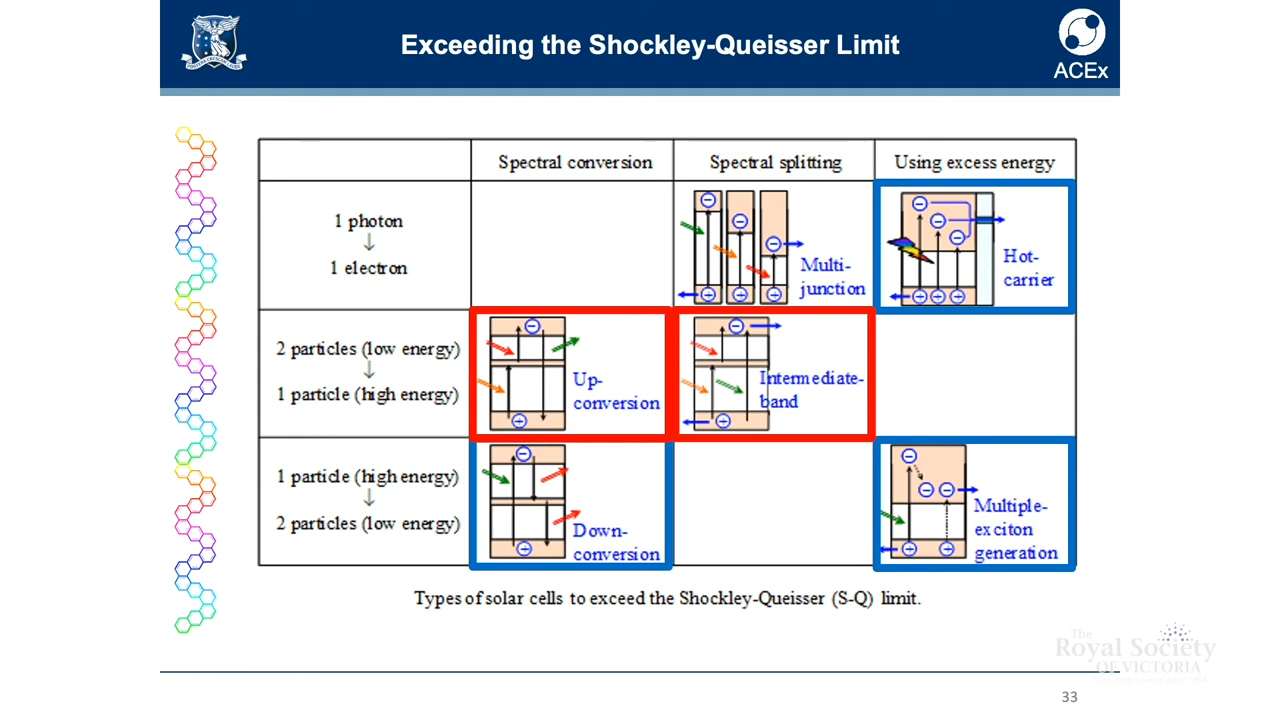 Exceeding the Shockley-Queisser Limit
ACEx
Spectral conversion
Spectral splitting
Using excess energy
1 photon
↓
1 electron
Multi-
junction
Hot-
carrier
2 particles (low energy)
↓
1 particle (high energy)
Up-
conversion
Intermediate-
band
1 particle (high energy)
↓
2 particles (low energy)
Down-
conversion
Multiple-
exciton
generation
Types of solar cells to exceed the Shockley-Queisser (S-Q) limit.
The
Royal Society
OF VICTORIA
33